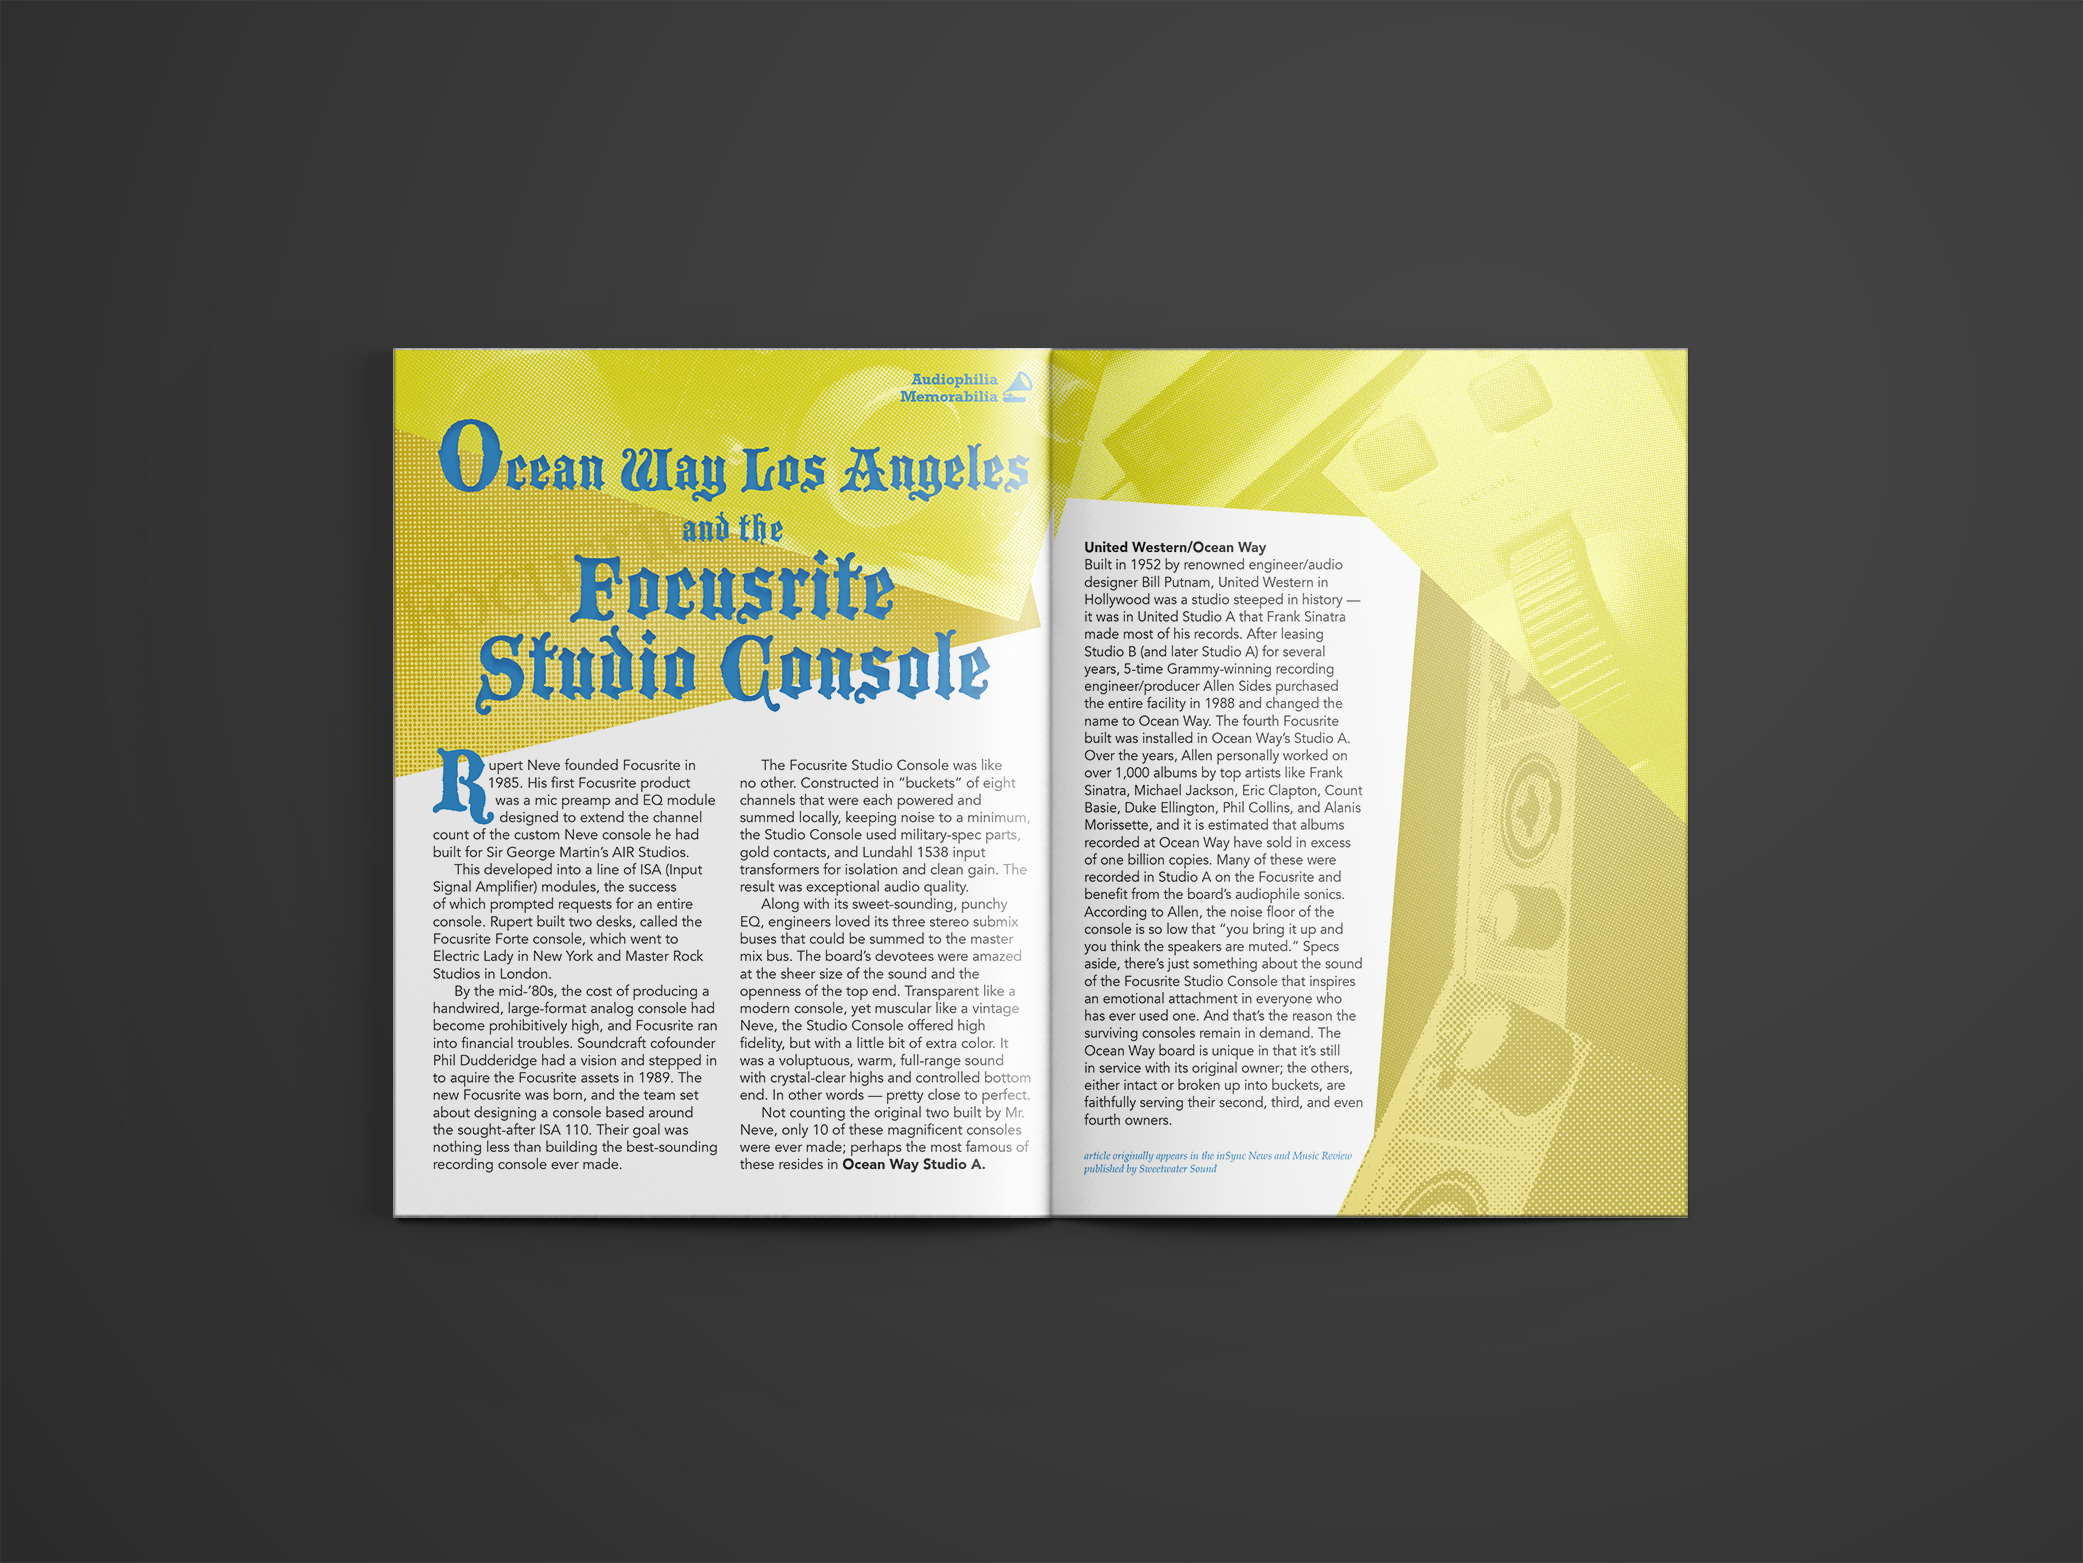 Audiophilia
Memorabilia
Ocean Way Los Angeles
and the
Focusrite
Studio Console
Rupert Neve founded Focusrite in
1985. His first Focusrite product
was a mic preamp and EQ module
designed to extend the channel
count of the custom Neve console he had
built for Sir George Martin's AIR Studios.
This developed into a line of ISA (Input
Signal Amplifier) modules, the success
of which prompted requests for an entire
console. Rupert built two desks, called the
Focusrite Forte console, which went to
Electric Lady in New York and Master Rock
Studios in London.
By the mid-'80s, the cost of producing a
handwired, large-format analog console had
become prohibitively high, and Focusrite ran
into financial troubles. Soundcraft cofounder
Phil Dudderidge had a vision and stepped in
to aquire the Focusrite assets in 1989. The
new Focusrite was born, and the team set
about designing a console based around
the sought-after ISA 110. Their goal was
nothing less than building the best-sounding
recording console ever made.
The Focusrite Studio Console was like
no other. Constructed in “buckets” of eight
channels that were each powered and
summed locally, keeping noise to a minimum,
the Studio Console used military-spec parts,
gold contacts, and Lundahl 1538 input
transformers for isolation and clean gain. The
result was exceptional audio quality.
Along with its sweet-sounding, punchy
EQ, engineers loved its three stereo submix
buses that could be summed to the master
mix bus. The board's devotees were amazed
at the sheer size of the sound and the
openness of the top end. Transparent like a
modern console, yet muscular like a vintage
Neve, the Studio Console offered high
fidelity, but with a little bit of extra color. It
was a voluptuous, warm, full-range sound
with crystal-clear highs and controlled bottom
end. In other words — pretty close to perfect.
Not counting the original two built by Mr.
Neve, only 10 of these magnificent consoles
were ever made; perhaps the most famous of
these resides in Ocean Way Studio A.
United Western/Ocean Way
Built in 1952 by renowned engineer/audio
designer Bill Putnam, United Western in
Hollywood was a studio steeped in history —
it was in United Studio A that Frank Sinatra
made most of his records. After leasing
Studio B (and later Studio A) for several
years, 5-time Grammy-winning recording
engineer/producer Allen Sides purchased
the entire facility in 1988 and changed the
name to Ocean Way. The fourth Focusrite
built was installed in Ocean Way's Studio A.
Over the years, Allen personally worked on
over 1,000 albums by top artists like Frank
Sinatra, Michael Jackson, Eric Clapton, Count
Basie, Duke Ellington, Phil Collins, and Alanis
Morissette, and it is estimated that albums
recorded at Ocean Way have sold in excess
of one billion copies. Many of these were
recorded in Studio A on the Focusrite and
benefit from the board's audiophile sonics.
According to Allen, the noise floor of the
console is so low that “you bring it up and
you think the speakers are muted.” Specs
aside, there's just something about the sound
of the Focusrite Studio Console that inspires
an emotional attachment in everyone who
has ever used one. And that's the reason the
surviving consoles remain in demand. The
Ocean Way board is unique in that it's still
in service with its original owner; the others,
either intact or broken up into buckets, are
faithfully serving their second, third, and even
fourth owners.
article originally appears in the inSync News and Music Review
published by Sweetwater Sound
OCTAVE
MAX